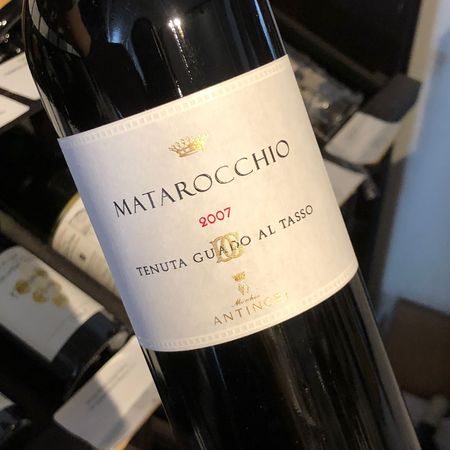 MATAROCCHIO
2007
TENUTA GUADO AL TASSO
ANTINORI